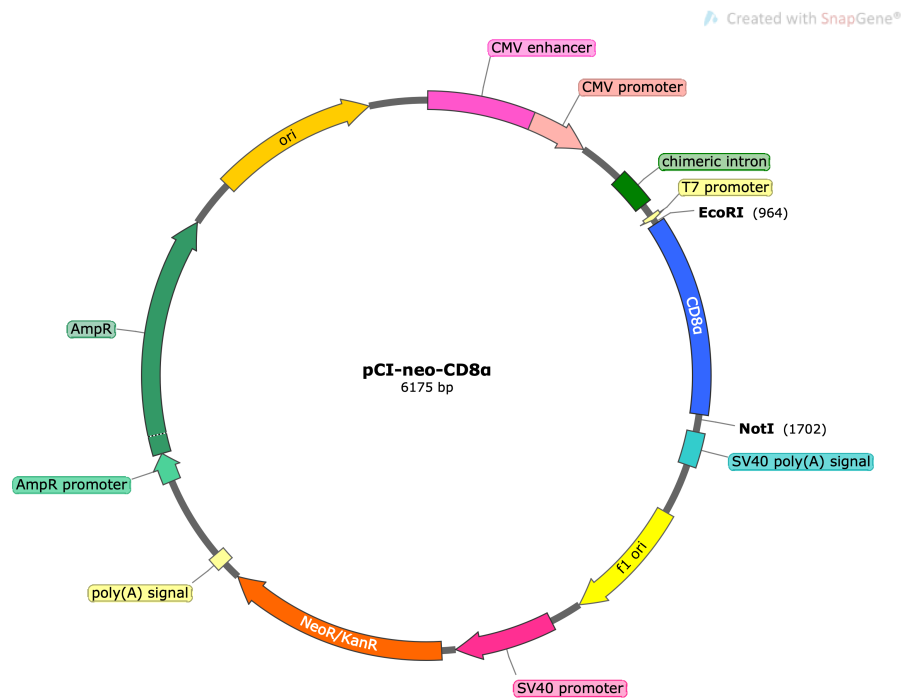 Created with SnapGene®
CMV enhancer
CMV promoter
ori
chimeric intron
T7 promoter
EcoRI (964)
CD8α
AmpR
pCI-neo-CD8α
6175 bp
NotI (1702)
SV40 poly(A) signal
AmpR promoter
f1 ori
poly(A) signal
NeoR/KanR
SV40 promoter